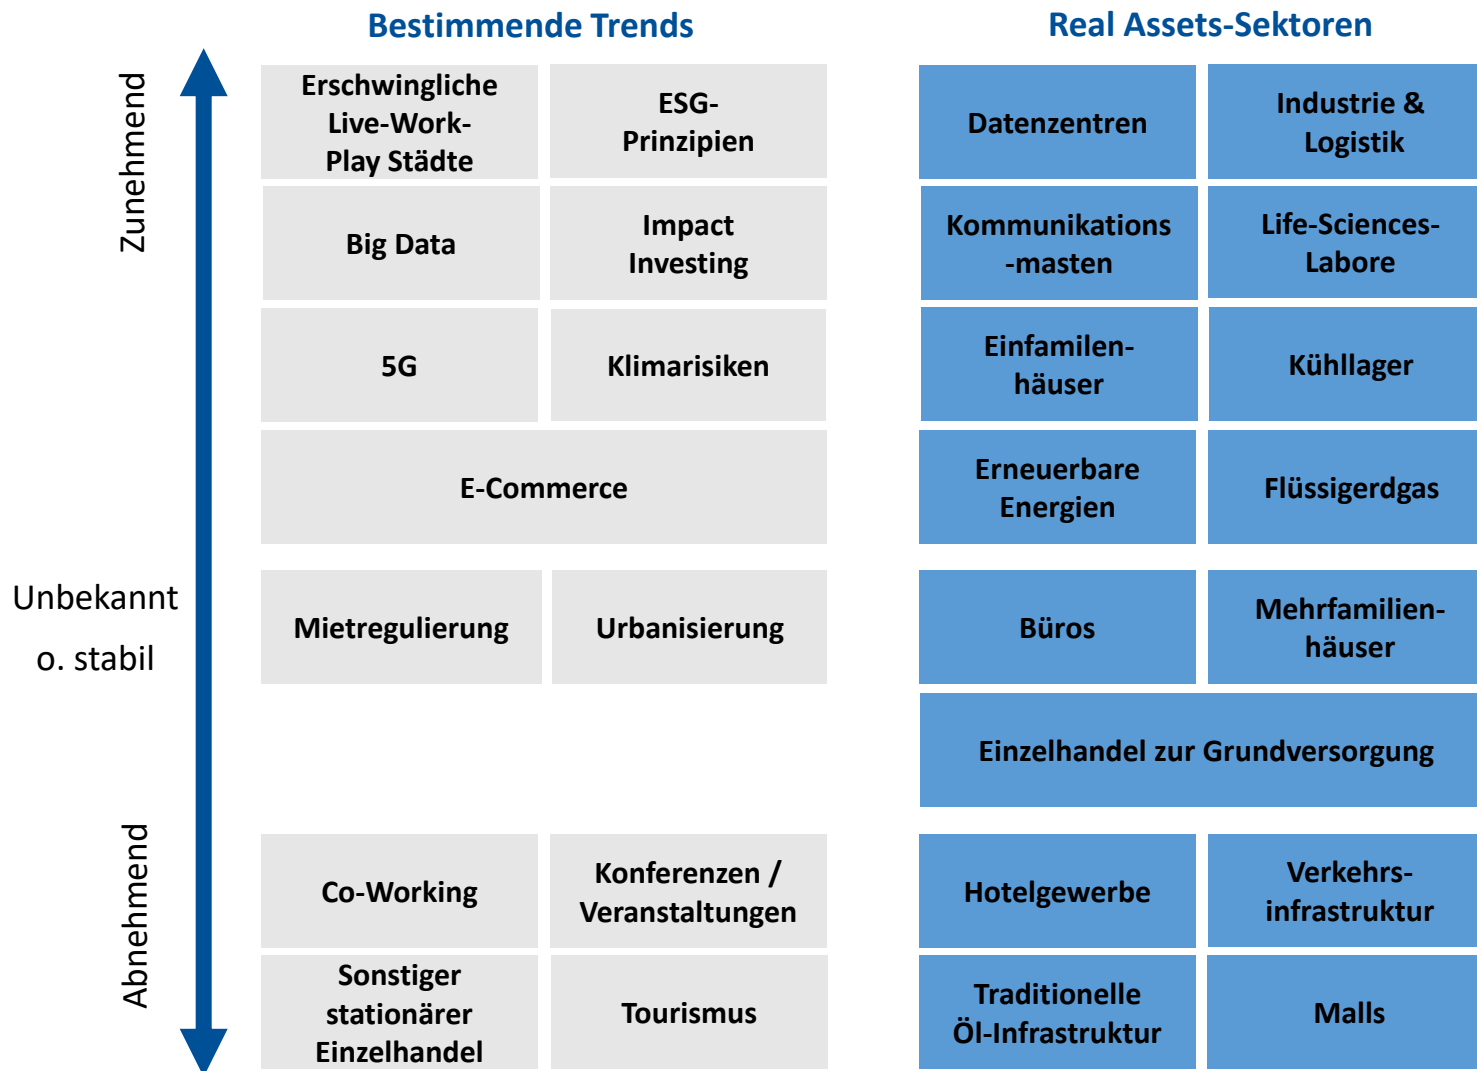 Bestimmende Trends
Real Assets-Sektoren
Zunehmend
Erschwingliche
Live-Work-
Play Städte
ESG-
Prinzipien
Datenzentren
Industrie &
Logistik
Big Data
Impact
Investing
Kommunikations
-masten
Life-Sciences-
Labore
5G
Klimarisiken
Einfamilen-
häuser
Kühllager
E-Commerce
Erneuerbare
Energien
Flüssigerdgas
Unbekannt
o. stabil
Mietregulierung
Urbanisierung
Büros
Mehrfamilien-
häuser
Einzelhandel zur Grundversorgung
Abnehmend
Co-Working
Konferenzen /
Veranstaltungen
Hotelgewerbe
Verkehrs-
infrastruktur
Sonstiger
stationärer
Einzelhandel
Tourismus
Traditionelle
Öl-Infrastruktur
Malls